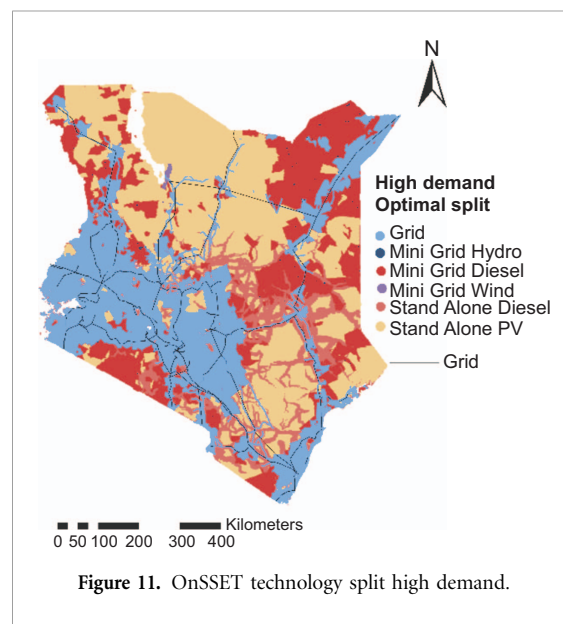 N
High demand
Optimal split
Grid
Mini Grid Hydro
Mini Grid Diesel
Mini Grid Wind
Stand Alone Diesel
Stand Alone PV
Grid
Kilometers
0 50 100 200 300 400
Figure 11. OnSSET technology split high demand.